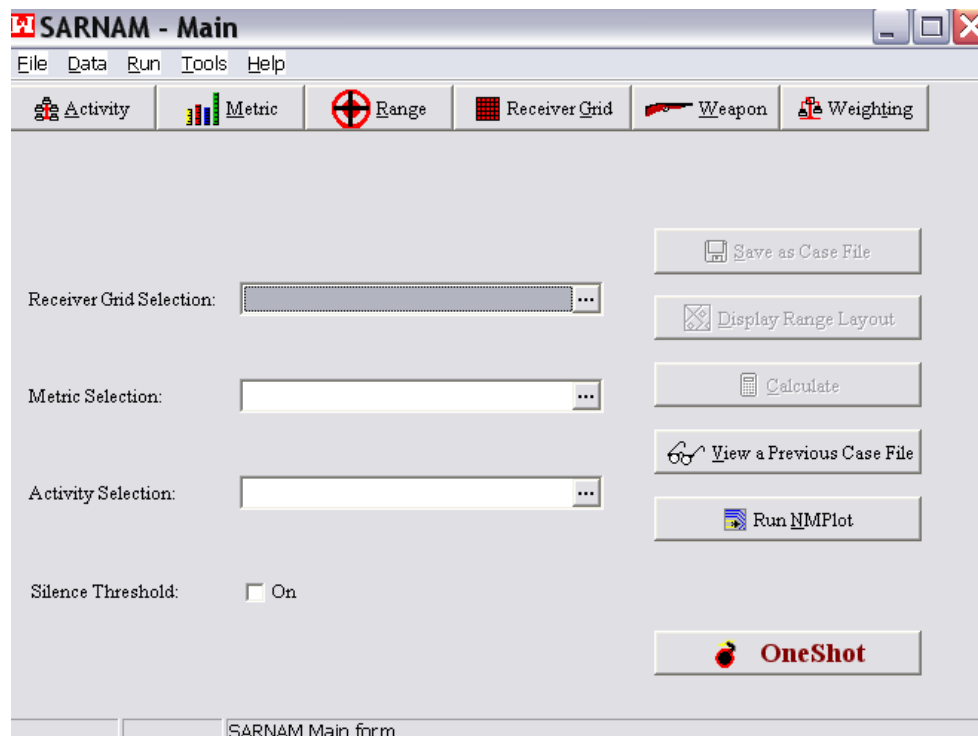 SARNAM - Main
File Data Run Tools Help
Activity Metric Range Receiver Grid Weapon Weighting
Save as Case File
Receiver Grid Selection: ...
Display Range Layout
Calculate
Metric Selection: ...
View a Previous Case File
Activity Selection: ...
Run NMPlot
Silence Threshold: On
OneShot
SARNAM Main form